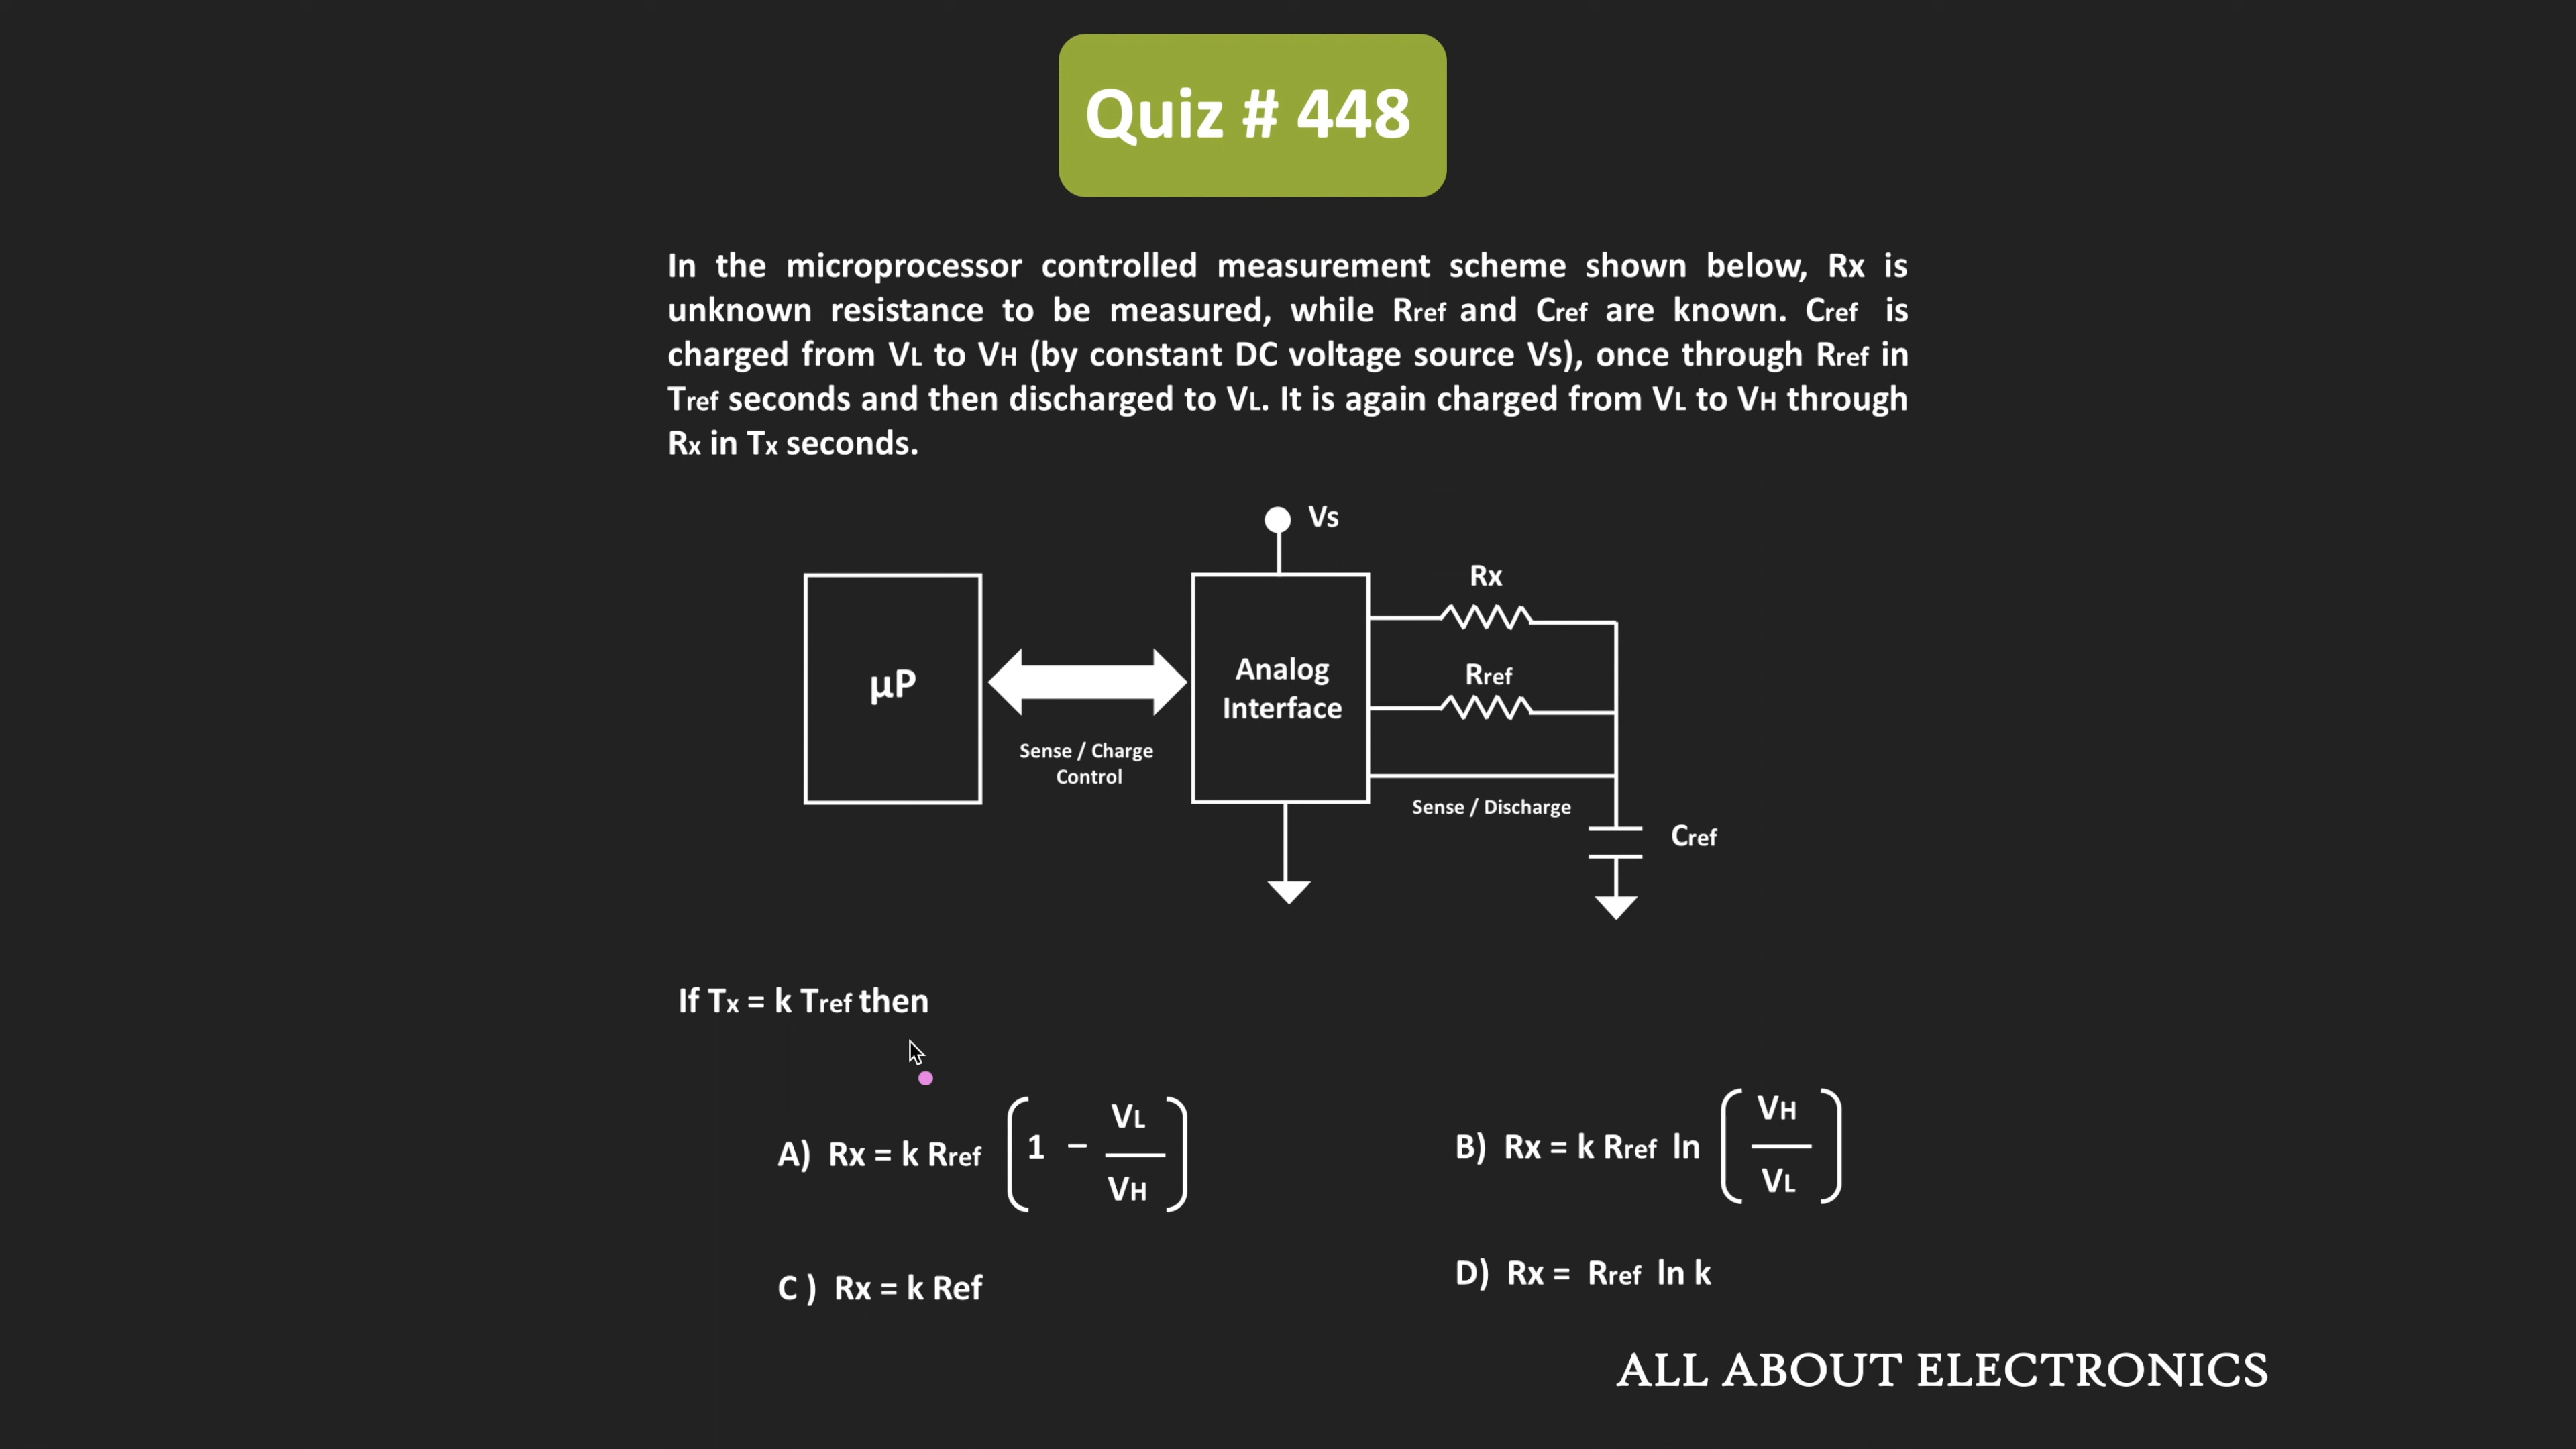 Quiz # 448
In the microprocessor controlled measurement scheme shown below, Rx is
unknown resistance to be measured, while Rref and Cref are known. Cref is
charged from VL to VH (by constant DC voltage source Vs), once through Rref in
Tref seconds and then discharged to VL. It is again charged from VL to VH through
Rx in Tx seconds.
Vs
Rx
µP
Analog
Interface
Rref
Sense / Charge
Control
Sense / Discharge
Cref
If Tx = k Tref then
A) Rx = k Rref ( 1 - VL / VH )
B) Rx = k Rref ln ( VH / VL )
C ) Rx = k Ref
D) Rx = Rref ln k
ALL ABOUT ELECTRONICS